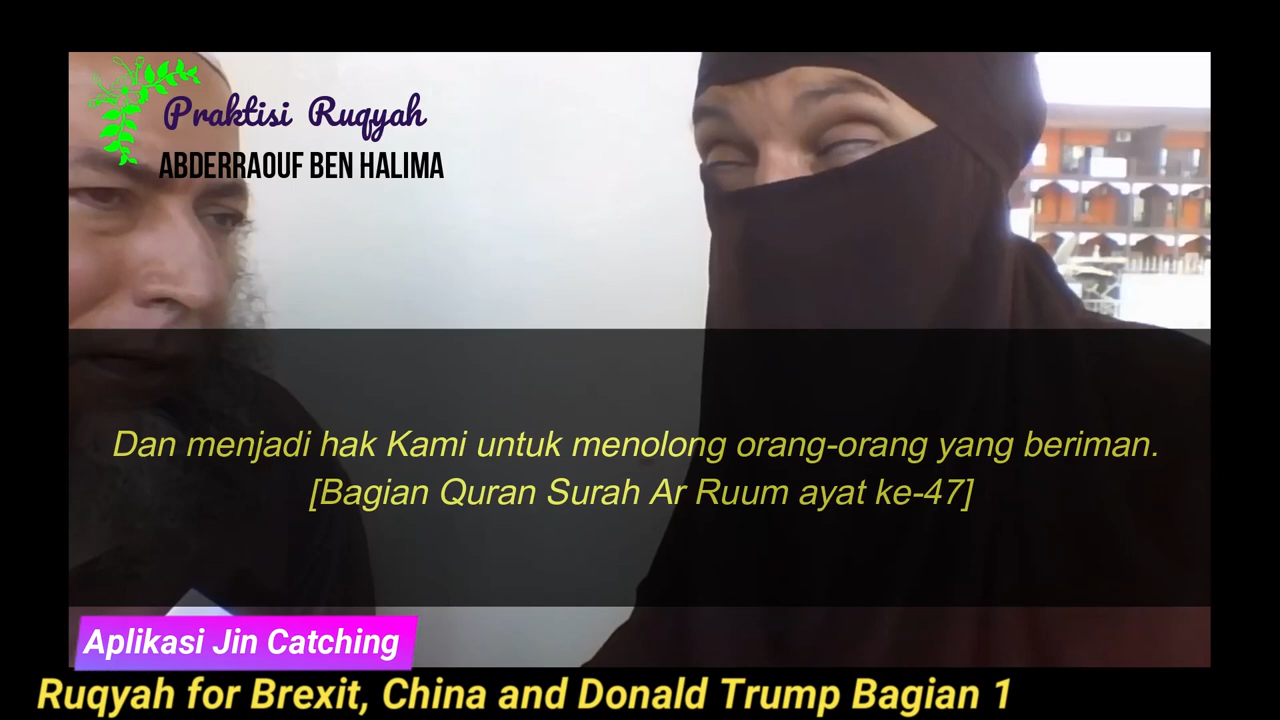 Praktisi Ruqyah
ABDERRAOUF BEN HALIMA
Dan menjadi hak Kami untuk menolong orang-orang yang beriman.
[Bagian Quran Surah Ar Ruum ayat ke-47]
Aplikasi Jin Catching
Ruqyah for Brexit, China and Donald Trump Bagian 1